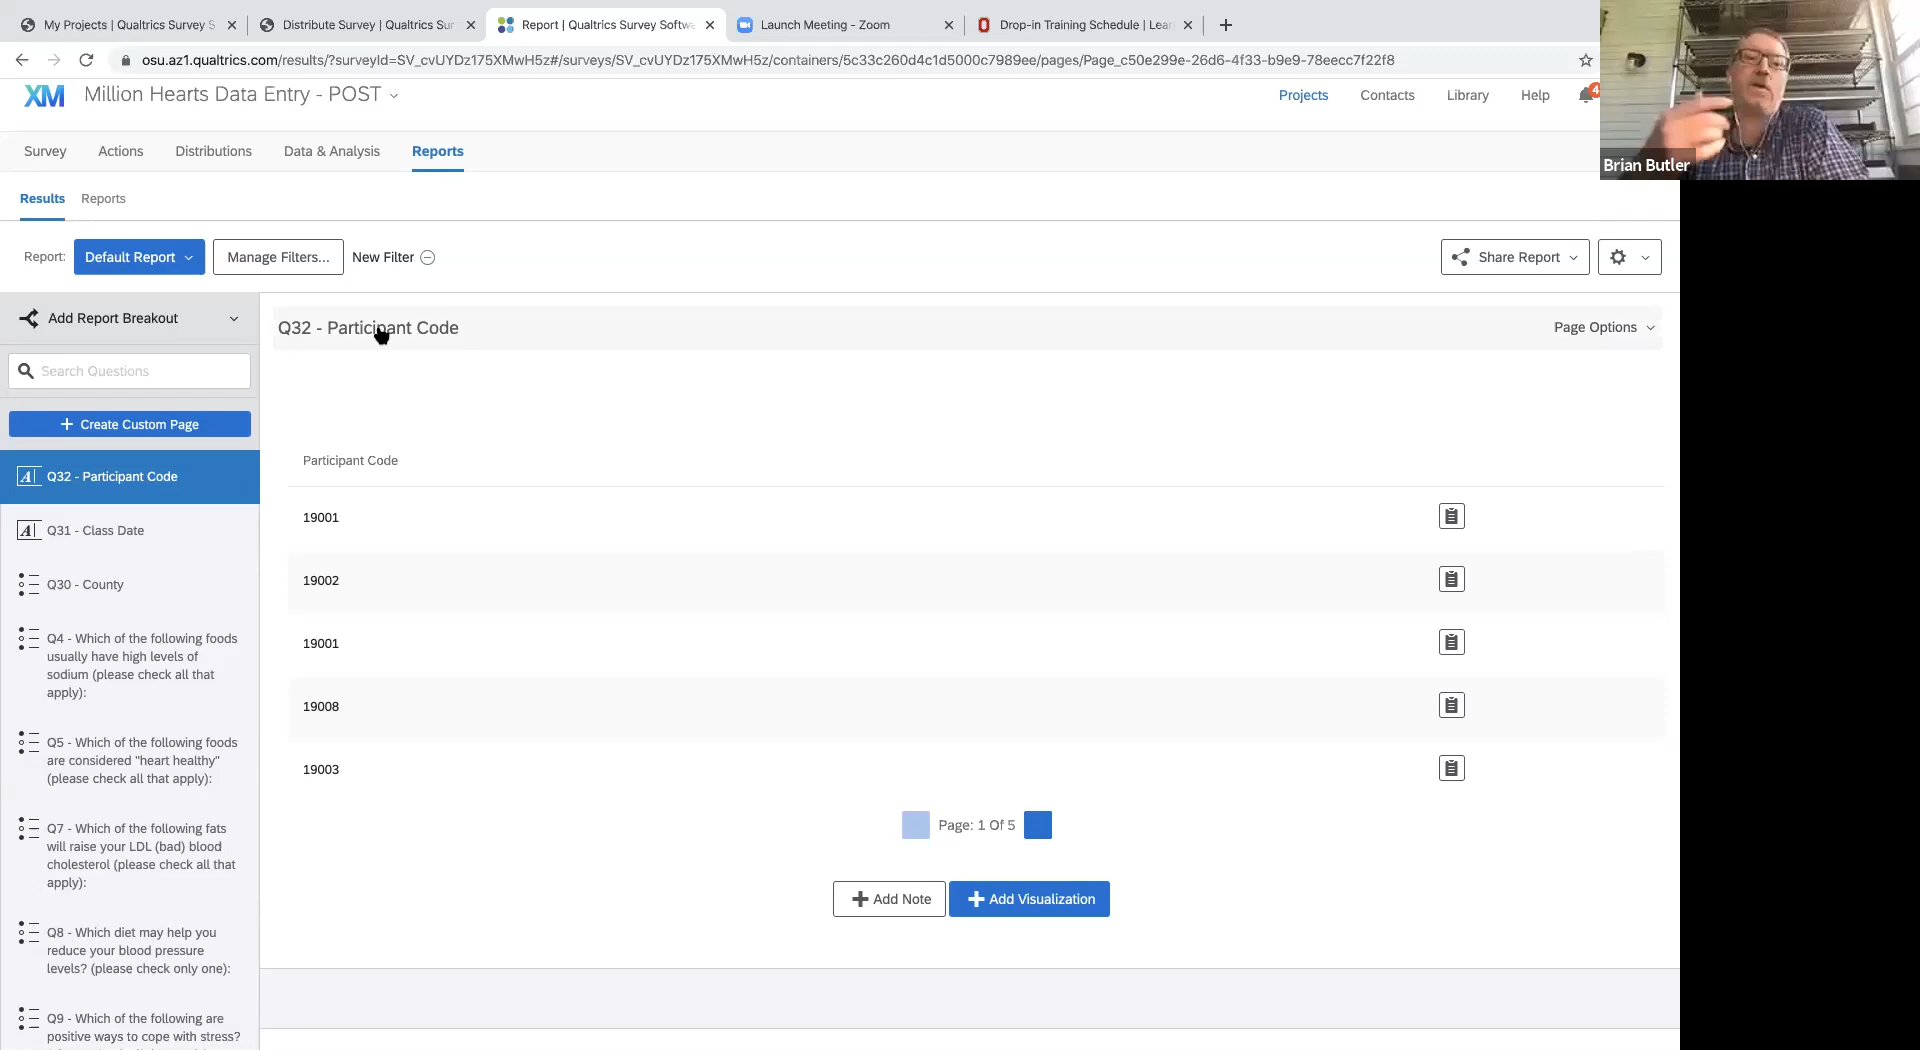 My Projects | Qualtrics Survey S
Distribute Survey | Qualtrics Sur
Report | Qualtrics Survey Softwa
Launch Meeting - Zoom
Drop-in Training Schedule | Lear
osu.az1.qualtrics.com/results/?surveyId=SV_cvUYDz175XMwH5z#/surveys/SV_cvUYDz175XMwH5z/containers/5c33c260d4c1d5000c7989ee/pages/Page_c50e299e-26d6-4f33-b9e9-78eecc7f22f8
XM
Million Hearts Data Entry - POST
Projects
Contacts
Library
Help
4
Brian Butler
Survey
Actions
Distributions
Data & Analysis
Reports
Results
Reports
Report:
Default Report
Manage Filters...
New Filter
Share Report
Add Report Breakout
Search Questions
Create Custom Page
Q32 - Participant Code
Q31 - Class Date
Q30 - County
Q4 - Which of the following foods
usually have high levels of
sodium (please check all that
apply):
Q5 - Which of the following foods
are considered "heart healthy"
(please check all that apply):
Q7 - Which of the following fats
will raise your LDL (bad) blood
cholesterol (please check all that
apply):
Q8 - Which diet may help you
reduce your blood pressure
levels? (please check only one):
Q9 - Which of the following are
positive ways to cope with stress?
Q32 - Participant Code
Page Options
Participant Code
19001
19002
19001
19008
19003
Page: 1 Of 5
Add Note
Add Visualization